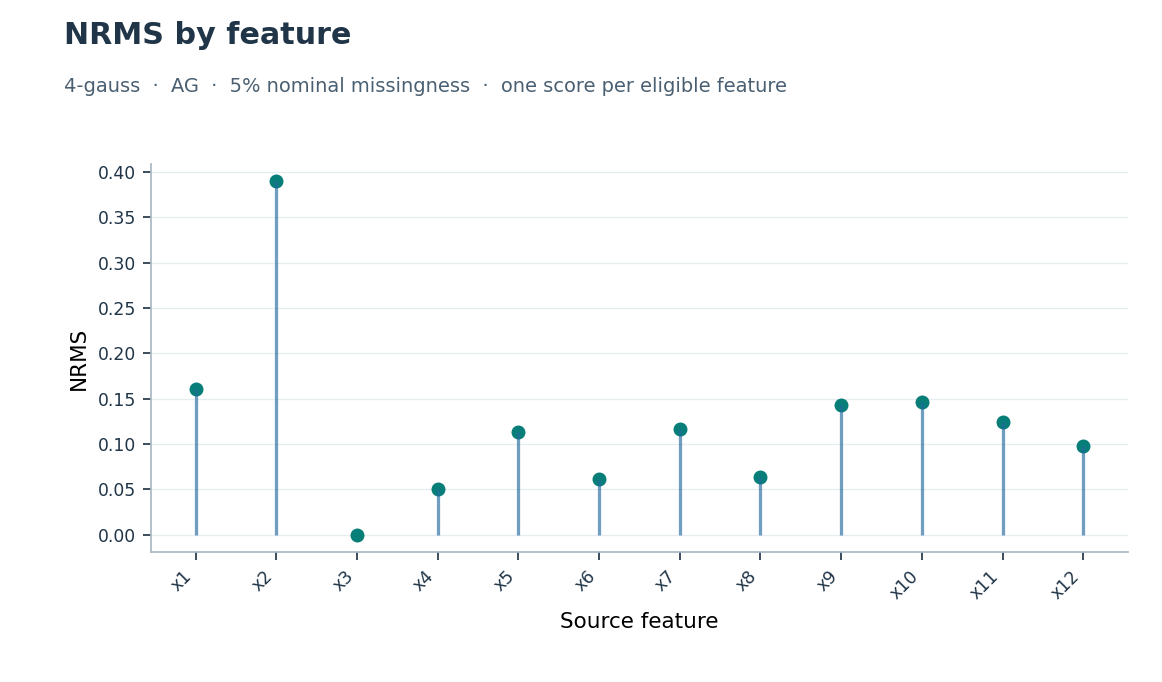 NRMS by feature
4-gauss · AG · 5% nominal missingness · one score per eligible feature
NRMS
0.40
0.35
0.30
0.25
0.20
0.15
0.10
0.05
0.00
x1
x2
x3
x4
x5
x6
x7
x8
x9
x10
x11
x12
Source feature